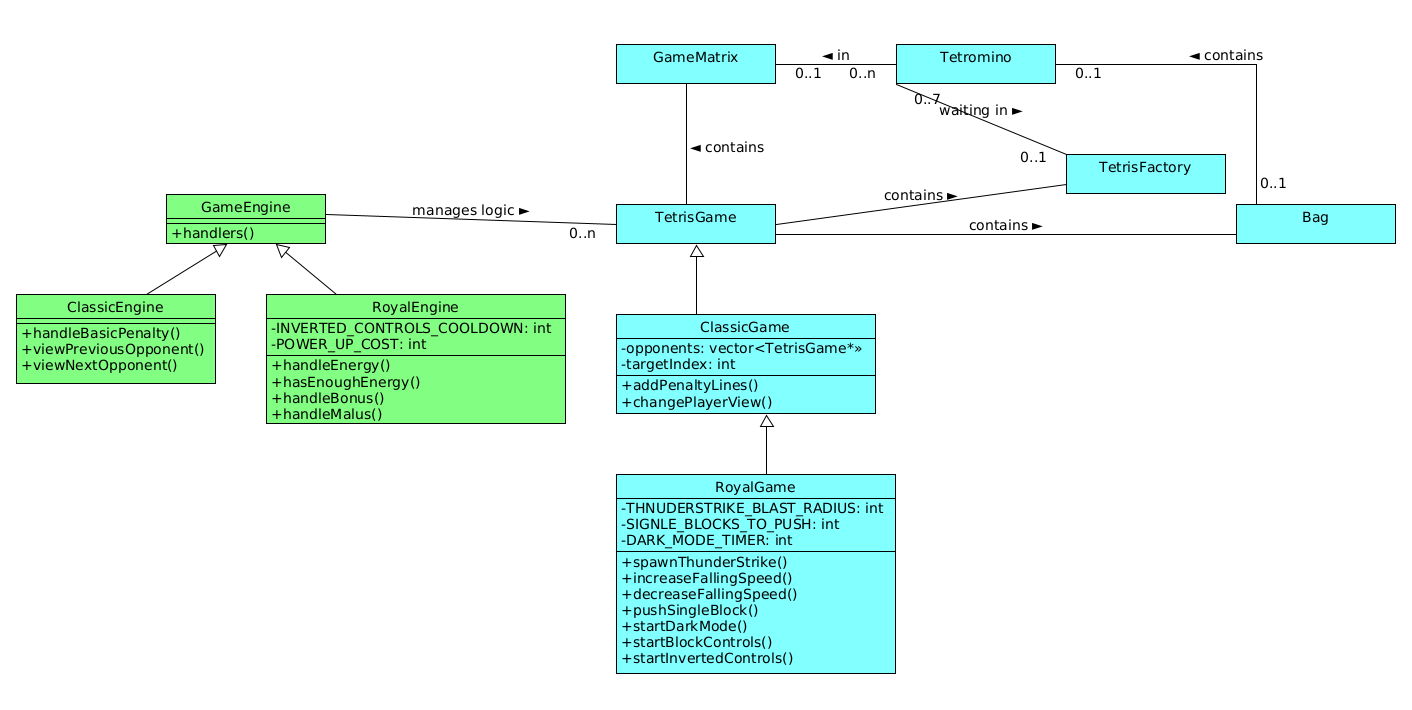 GameMatrix
◄ in
Tetromino
◄ contains
0..1
0..n
0..1
0..7
waiting in ►
◄ contains
0..1
TetrisFactory
0..1
contains ►
GameEngine
+handlers()
manages logic ►
0..n
TetrisGame
contains ►
Bag
ClassicEngine
+handleBasicPenalty()
+viewPreviousOpponent()
+viewNextOpponent()
RoyalEngine
-INVERTED_CONTROLS_COOLDOWN: int
-POWER_UP_COST: int
+handleEnergy()
+hasEnoughEnergy()
+handleBonus()
+handleMalus()
ClassicGame
-opponents: vector<TetrisGame*»
-targetIndex: int
+addPenaltyLines()
+changePlayerView()
RoyalGame
-THNUDERSTRIKE_BLAST_RADIUS: int
-SIGNLE_BLOCKS_TO_PUSH: int
-DARK_MODE_TIMER: int
+spawnThunderStrike()
+increaseFallingSpeed()
+decreaseFallingSpeed()
+pushSingleBlock()
+startDarkMode()
+startBlockControls()
+startInvertedControls()